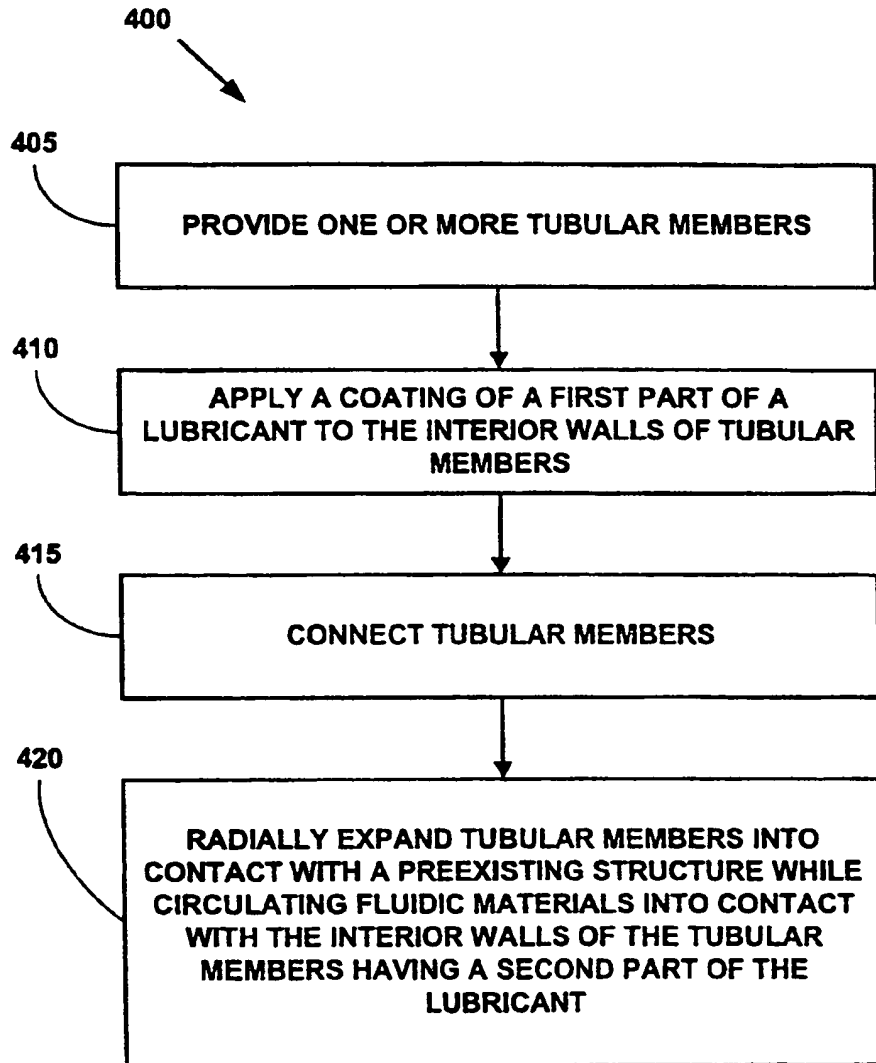 400
405
PROVIDE ONE OR MORE TUBULAR MEMBERS
410
APPLY A COATING OF A FIRST PART OF A
LUBRICANT TO THE INTERIOR WALLS OF TUBULAR
MEMBERS
415
CONNECT TUBULAR MEMBERS
420
RADIALLY EXPAND TUBULAR MEMBERS INTO
CONTACT WITH A PREEXISTING STRUCTURE WHILE
CIRCULATING FLUIDIC MATERIALS INTO CONTACT
WITH THE INTERIOR WALLS OF THE TUBULAR
MEMBERS HAVING A SECOND PART OF THE
LUBRICANT